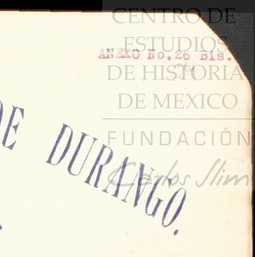 CENTRO DE
ESTUDIOS
ANEXO No. 26 Bis.
DE HISTORIA
DE MEXICO
FUNDACIÓN
DE DURANGO.
Carlos Slim